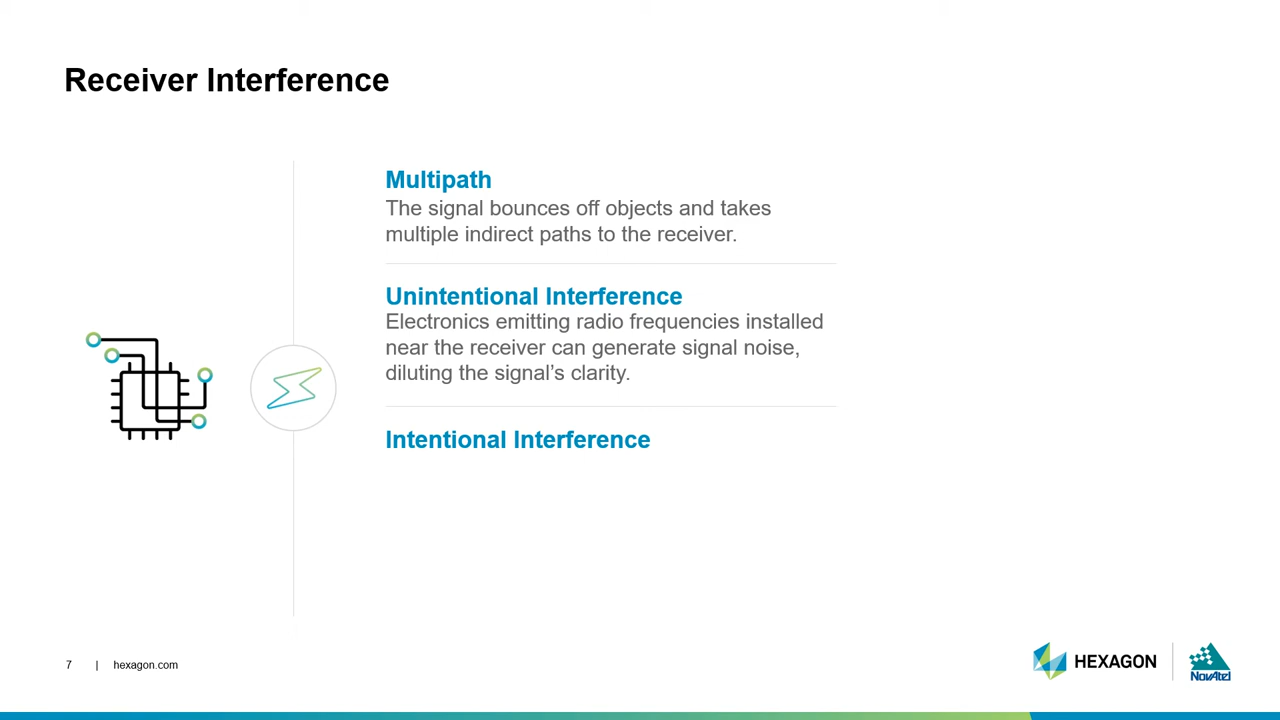 Receiver Interference
Multipath
The signal bounces off objects and takes
multiple indirect paths to the receiver.
Unintentional Interference
Electronics emitting radio frequencies installed
near the receiver can generate signal noise,
diluting the signal’s clarity.
Intentional Interference
7 | hexagon.com
HEXAGON
NovAtel